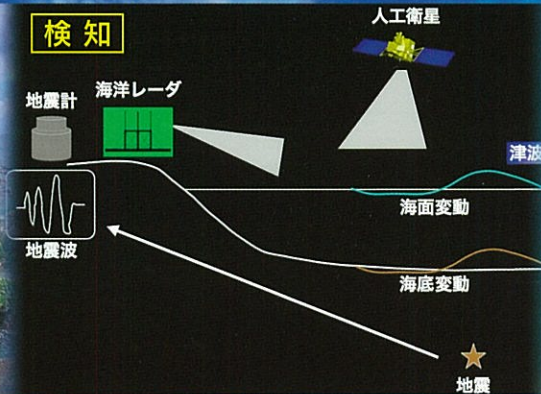 検知
人工衛星
海洋レーダ
地震計
津波
海面変動
地震波
海底変動
地震